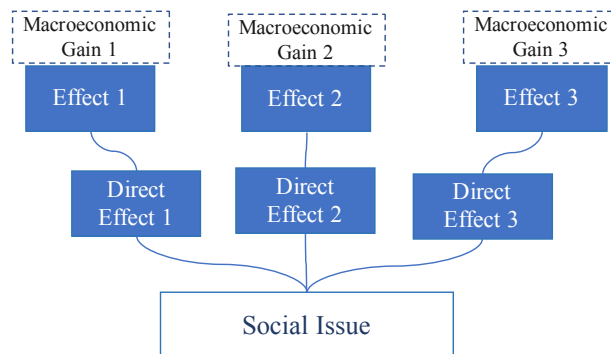 Macroeconomic
Gain 1
Macroeconomic
Gain 2
Macroeconomic
Gain 3
Effect 1
Effect 2
Effect 3
Direct
Effect 1
Direct
Effect 2
Direct
Effect 3
Social Issue